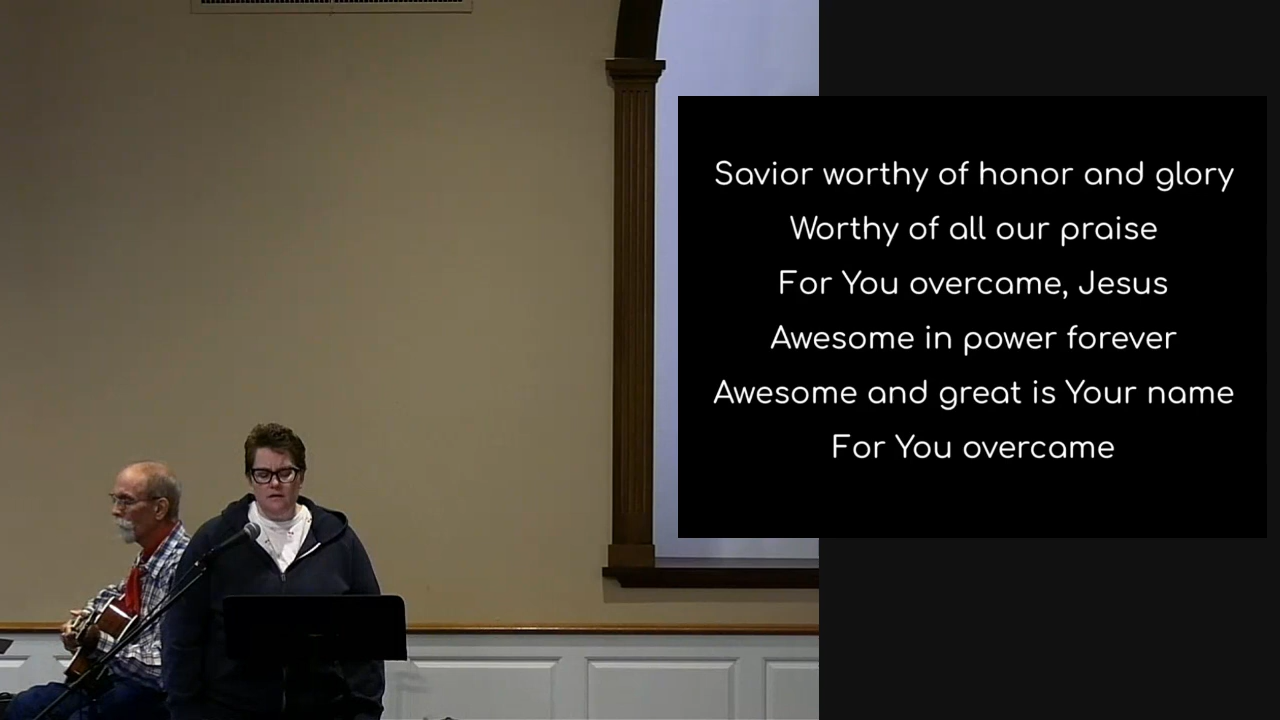 Savior worthy of honor and glory
Worthy of all our praise
For You overcame, Jesus
Awesome in power forever
Awesome and great is Your name
For You overcame